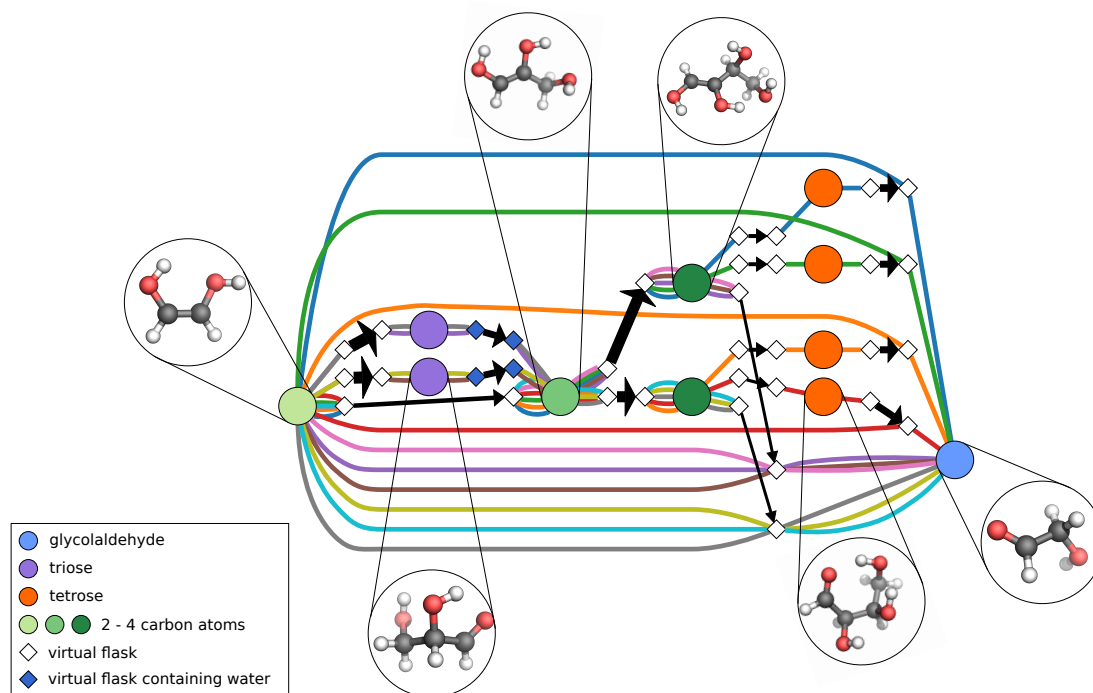 glycolaldehyde
triose
tetrose
2 - 4 carbon atoms
virtual flask
virtual flask containing water